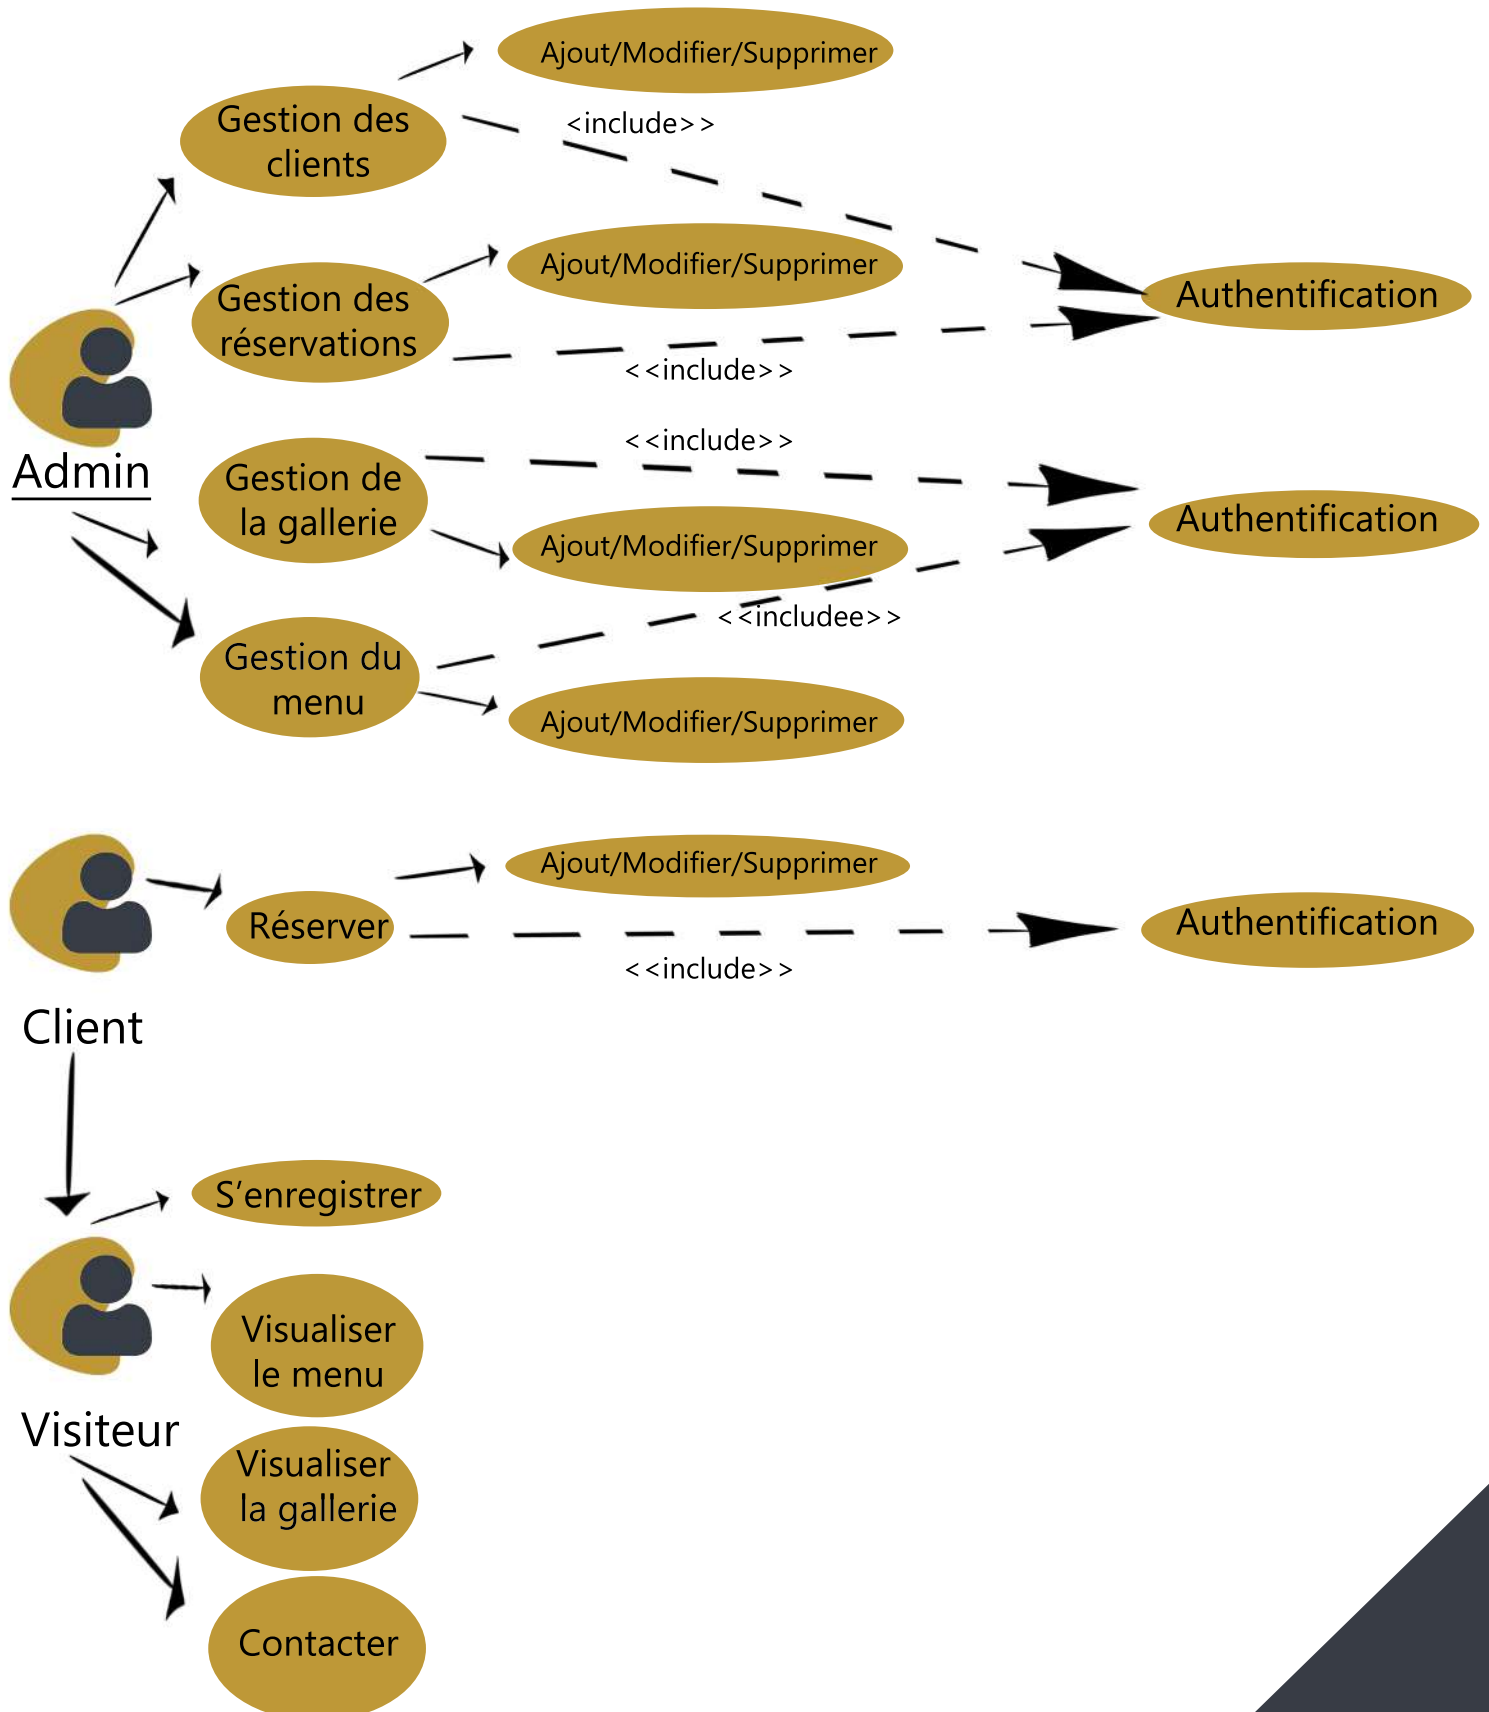 Ajout/Modifier/Supprimer
Gestion des
clients
<include>>
Ajout/Modifier/Supprimer
Gestion des
réservations
Authentification
<<include>>
Admin
<<include>>
Gestion de
la gallerie
Authentification
Ajout/Modifier/Supprimer
<<includee>>
Gestion du
menu
Ajout/Modifier/Supprimer
Ajout/Modifier/Supprimer
Réserver
Authentification
<<include>>
Client
S’enregistrer
Visualiser
le menu
Visiteur
Visualiser
la gallerie
Contacter